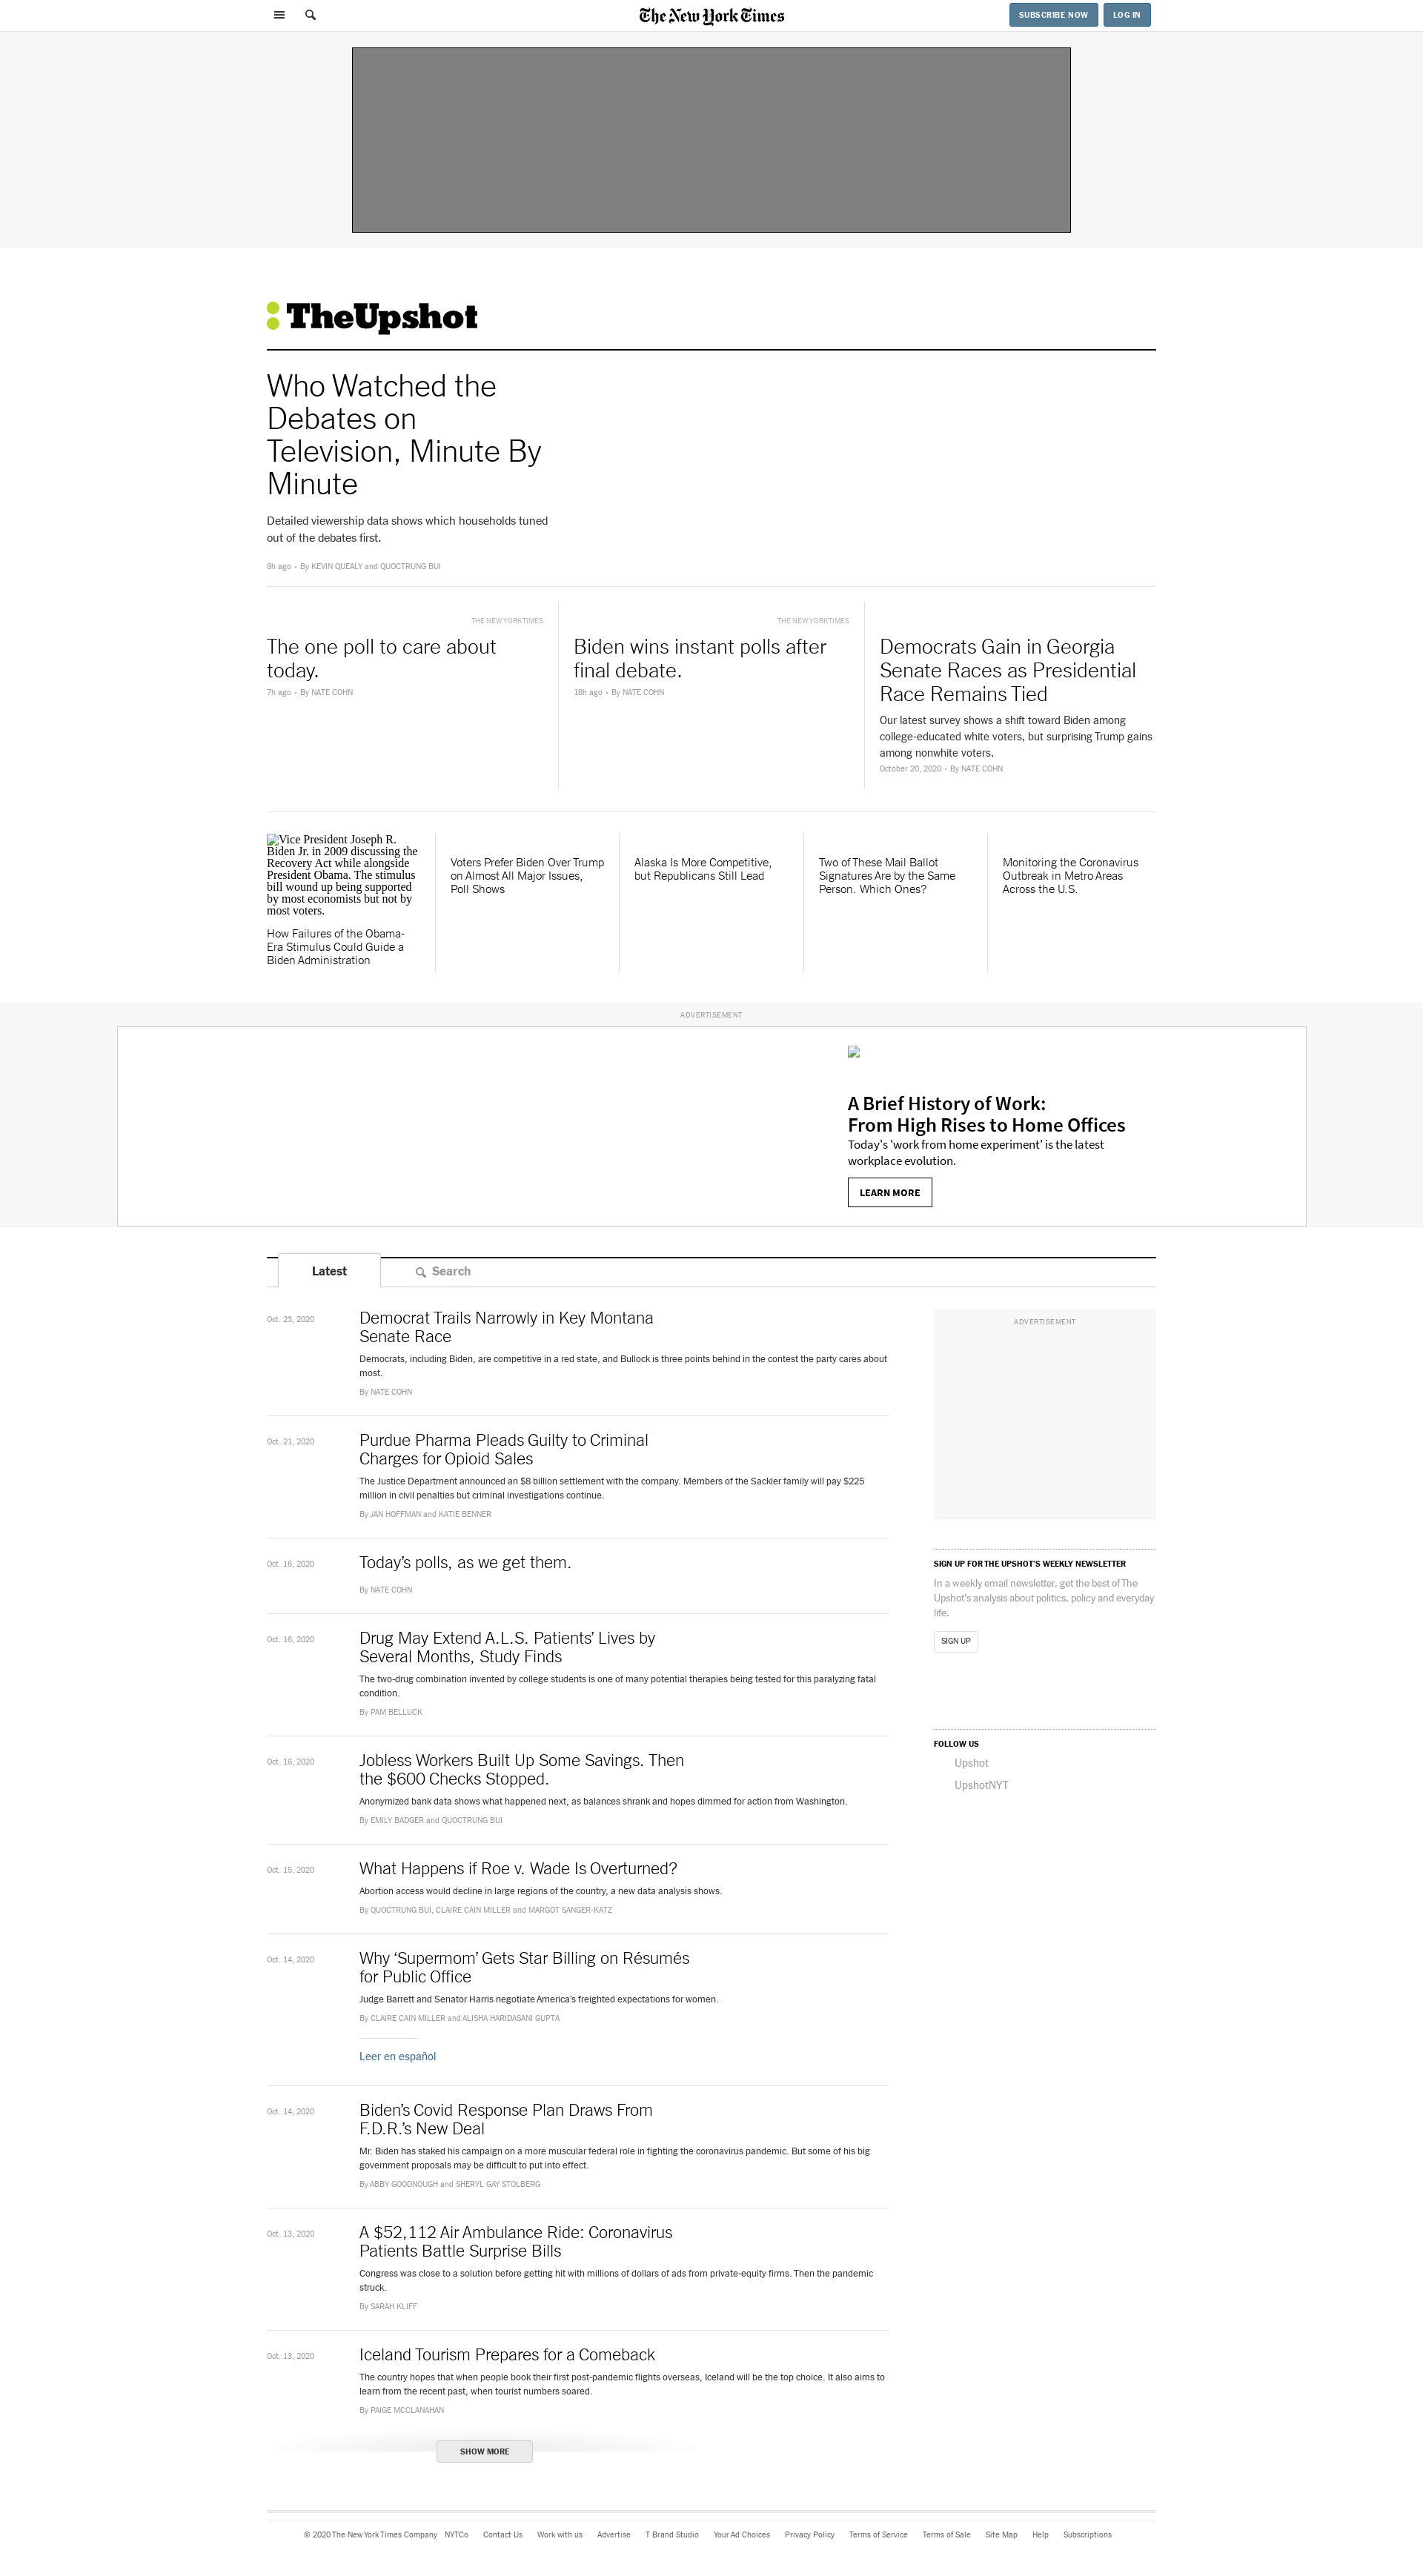 The New York Times
SUBSCRIBE NOW
LOG IN
TheUpshot
Who Watched the
Debates on
Television, Minute By
Minute
Detailed viewership data shows which households tuned
out of the debates first.
8h ago • By KEVIN QUEALY and QUOCTRUNG BUI
THE NEW YORK TIMES
The one poll to care about
today.
7h ago • By NATE COHN
THE NEW YORK TIMES
Biden wins instant polls after
final debate.
18h ago • By NATE COHN
Democrats Gain in Georgia
Senate Races as Presidential
Race Remains Tied
Our latest survey shows a shift toward Biden among
college-educated white voters, but surprising Trump gains
among nonwhite voters.
October 20, 2020 • By NATE COHN
Vice President Joseph R.
Biden Jr. in 2009 discussing the
Recovery Act while alongside
President Obama. The stimulus
bill wound up being supported
by most economists but not by
most voters.
How Failures of the Obama-
Era Stimulus Could Guide a
Biden Administration
Voters Prefer Biden Over Trump
on Almost All Major Issues,
Poll Shows
Alaska Is More Competitive,
but Republicans Still Lead
Two of These Mail Ballot
Signatures Are by the Same
Person. Which Ones?
Monitoring the Coronavirus
Outbreak in Metro Areas
Across the U.S.
ADVERTISEMENT
A Brief History of Work:
From High Rises to Home Offices
Today's 'work from home experiment' is the latest
workplace evolution.
LEARN MORE
Latest
Search
Oct. 23, 2020
Democrat Trails Narrowly in Key Montana
Senate Race
Democrats, including Biden, are competitive in a red state, and Bullock is three points behind in the contest the party cares about
most.
By NATE COHN
Oct. 21, 2020
Purdue Pharma Pleads Guilty to Criminal
Charges for Opioid Sales
The Justice Department announced an $8 billion settlement with the company. Members of the Sackler family will pay $225
million in civil penalties but criminal investigations continue.
By JAN HOFFMAN and KATIE BENNER
Oct. 16, 2020
Today’s polls, as we get them.
By NATE COHN
Oct. 16, 2020
Drug May Extend A.L.S. Patients’ Lives by
Several Months, Study Finds
The two-drug combination invented by college students is one of many potential therapies being tested for this paralyzing fatal
condition.
By PAM BELLUCK
Oct. 16, 2020
Jobless Workers Built Up Some Savings. Then
the $600 Checks Stopped.
Anonymized bank data shows what happened next, as balances shrank and hopes dimmed for action from Washington.
By EMILY BADGER and QUOCTRUNG BUI
Oct. 15, 2020
What Happens if Roe v. Wade Is Overturned?
Abortion access would decline in large regions of the country, a new data analysis shows.
By QUOCTRUNG BUI, CLAIRE CAIN MILLER and MARGOT SANGER-KATZ
Oct. 14, 2020
Why ‘Supermom’ Gets Star Billing on Résumés
for Public Office
Judge Barrett and Senator Harris negotiate America’s freighted expectations for women.
By CLAIRE CAIN MILLER and ALISHA HARIDASANI GUPTA
Leer en español
Oct. 14, 2020
Biden’s Covid Response Plan Draws From
F.D.R.’s New Deal
Mr. Biden has staked his campaign on a more muscular federal role in fighting the coronavirus pandemic. But some of his big
government proposals may be difficult to put into effect.
By ABBY GOODNOUGH and SHERYL GAY STOLBERG
Oct. 13, 2020
A $52,112 Air Ambulance Ride: Coronavirus
Patients Battle Surprise Bills
Congress was close to a solution before getting hit with millions of dollars of ads from private-equity firms. Then the pandemic
struck.
By SARAH KLIFF
Oct. 13, 2020
Iceland Tourism Prepares for a Comeback
The country hopes that when people book their first post-pandemic flights overseas, Iceland will be the top choice. It also aims to
learn from the recent past, when tourist numbers soared.
By PAIGE MCCLANAHAN
SHOW MORE
ADVERTISEMENT
SIGN UP FOR THE UPSHOT’S WEEKLY NEWSLETTER
In a weekly email newsletter, get the best of The
Upshot’s analysis about politics, policy and everyday
life.
SIGN UP
FOLLOW US
Upshot
UpshotNYT
© 2020 The New York Times Company NYTCo Contact Us Work with us Advertise T Brand Studio Your Ad Choices Privacy Policy Terms of Service Terms of Sale Site Map Help Subscriptions